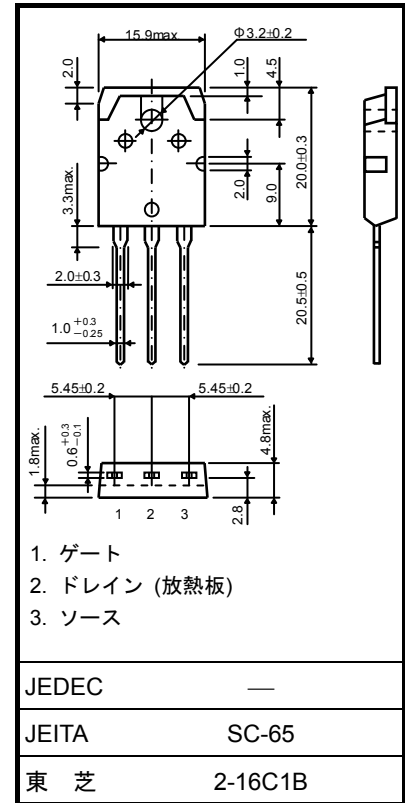 15.9max.
Φ3.2±0.2
2.0
1.0
4.5
20.0±0.3
3.3max.
2.0
9.0
2.0±0.3
1.0 +0.3 −0.25
20.5±0.5
5.45±0.2
5.45±0.2
1.8max.
0.6 +0.3 −0.1
4.8max.
1 2 3
2.8
1. ゲート
2. ドレイン (放熱板)
3. ソース
JEDEC —
JEITA SC-65
東 芝 2-16C1B